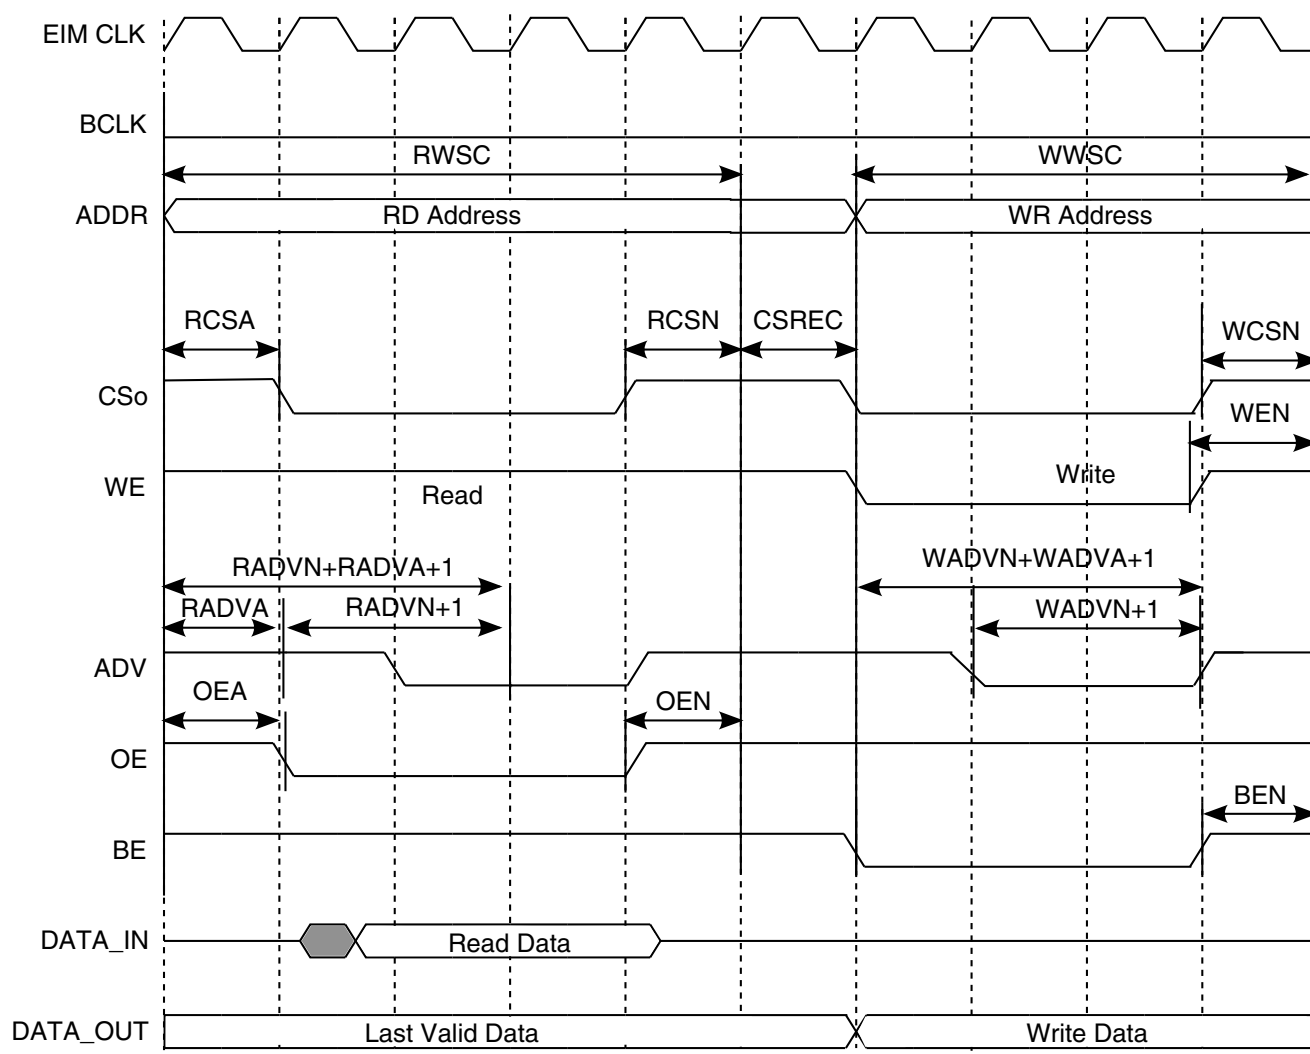 EIM CLK
BCLK
RWSC WWSC
ADDR RD Address WR Address
RCSA RCSN CSREC WCSN
CSo
WEN
WE Read Write
RADVN+RADVA+1 WADVN+WADVA+1
RADVA RADVN+1 WADVN+1
ADV
OEA OEN
OE
BEN
BE
DATA_IN Read Data
DATA_OUT Last Valid Data Write Data